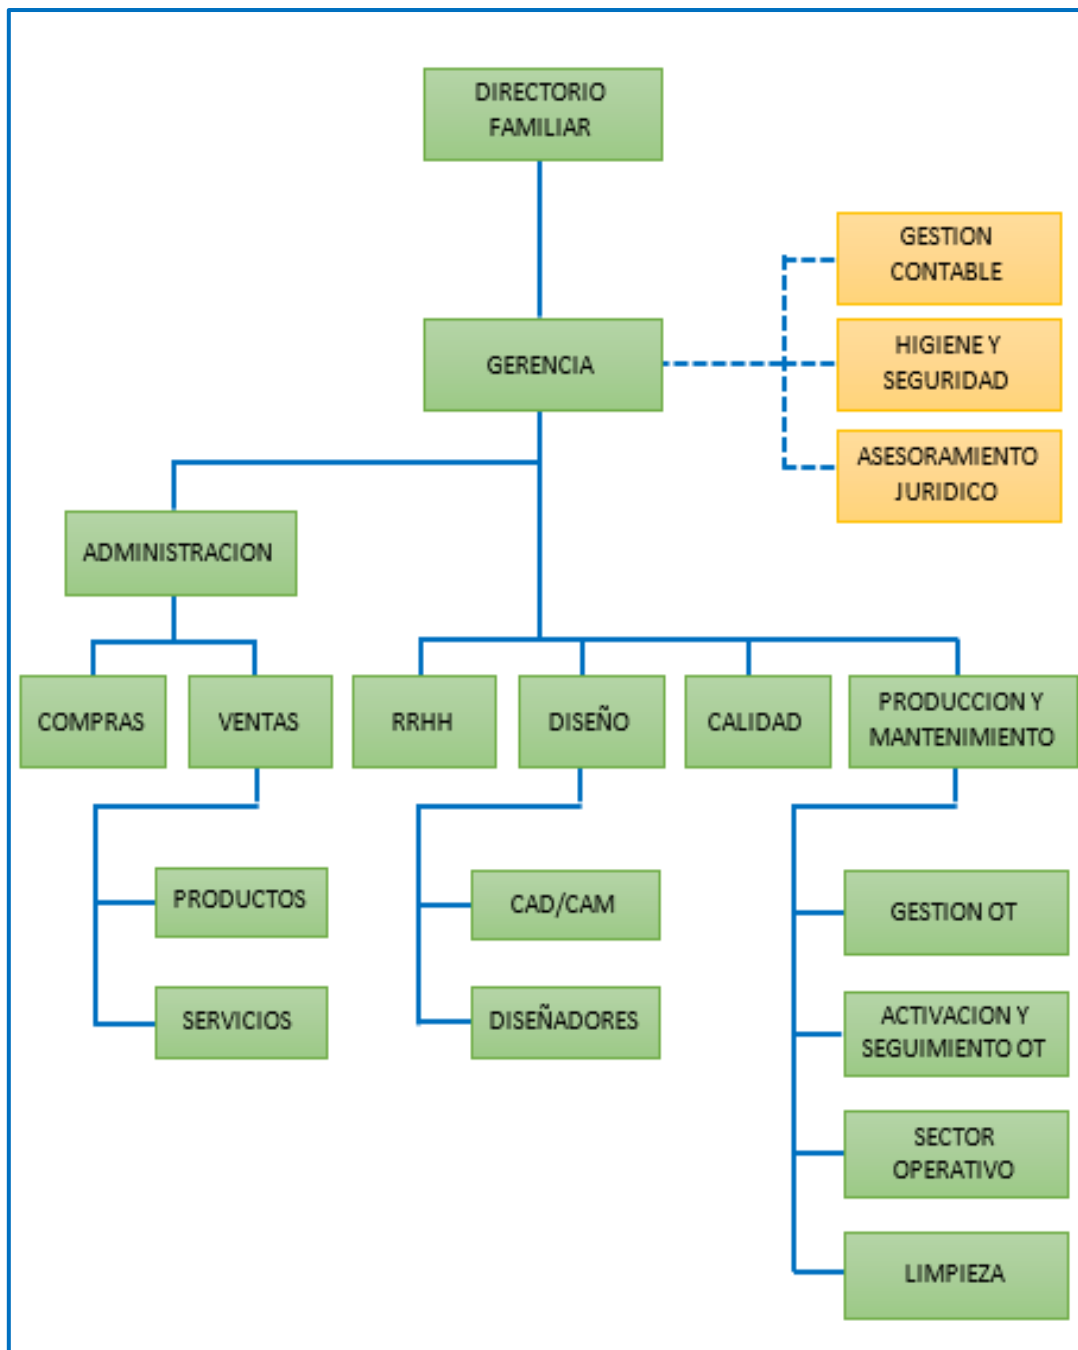 DIRECTORIO
FAMILIAR
GESTION
CONTABLE
GERENCIA
HIGIENE Y
SEGURIDAD
ASESORAMIENTO
JURIDICO
ADMINISTRACION
COMPRAS
VENTAS
RRHH
DISEÑO
CALIDAD
PRODUCCION Y
MANTENIMIENTO
PRODUCTOS
CAD/CAM
GESTION OT
SERVICIOS
DISEÑADORES
ACTIVACION Y
SEGUIMIENTO OT
SECTOR
OPERATIVO
LIMPIEZA